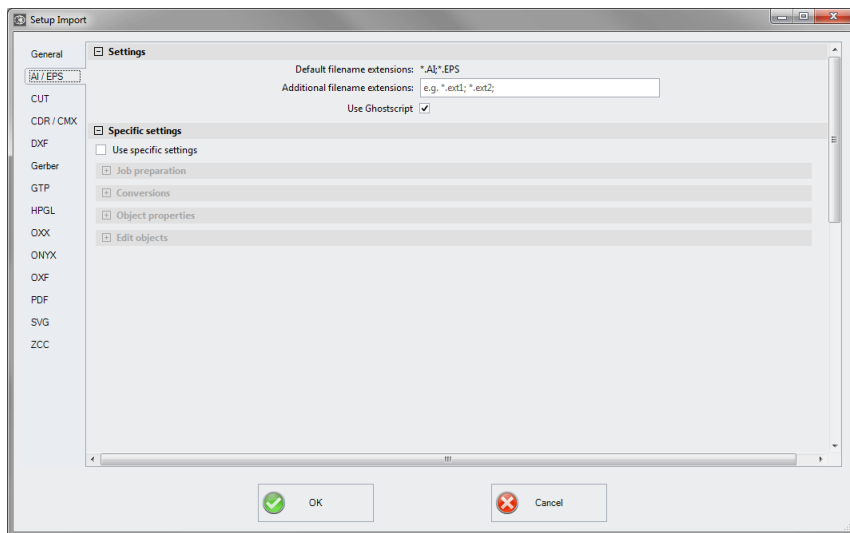 Setup Import
General
AI / EPS
CUT
CDR / CMX
DXF
Gerber
GTP
HPGL
OXX
ONYX
OXF
PDF
SVG
ZCC
Settings
Default filename extensions: *.AI;*.EPS
Additional filename extensions: e.g. *.ext1; *.ext2;
Use Ghostscript
Specific settings
Use specific settings
Job preparation
Conversions
Object properties
Edit objects
OK
Cancel